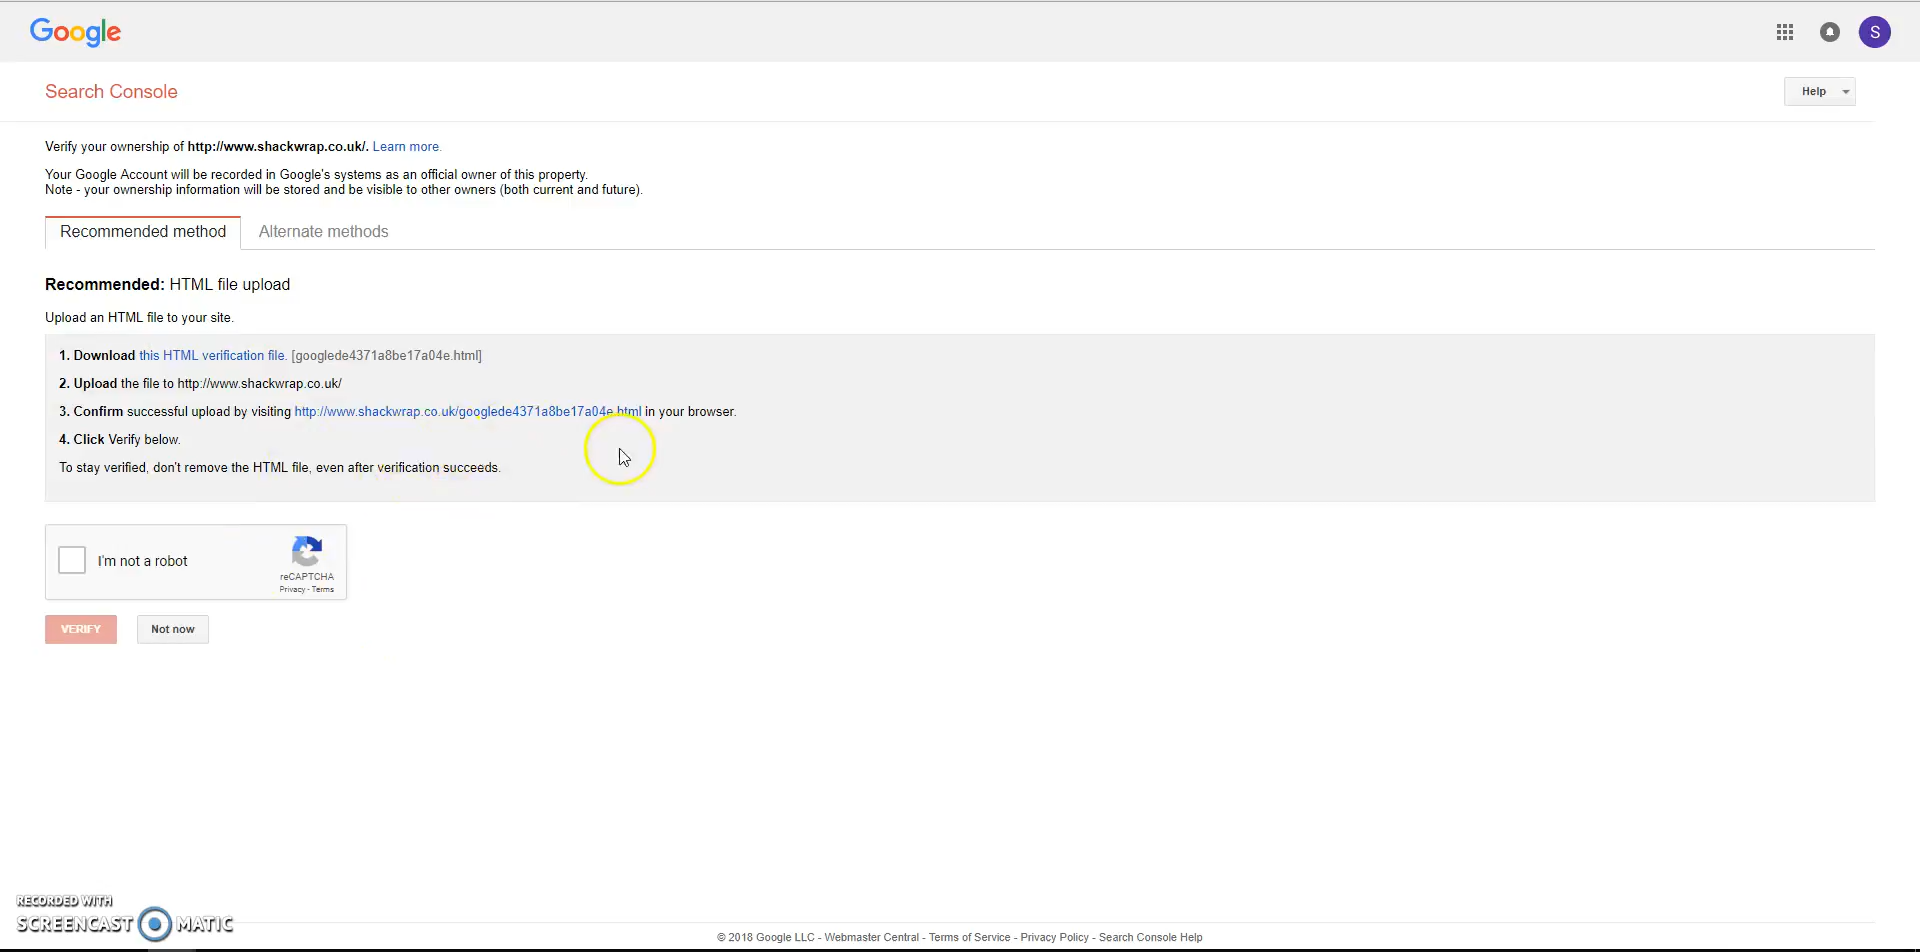 Google
S
Search Console
Help
Verify your ownership of http://www.shackwrap.co.uk/. Learn more.
Your Google Account will be recorded in Google's systems as an official owner of this property.
Note - your ownership information will be stored and be visible to other owners (both current and future).
Recommended method Alternate methods
Recommended: HTML file upload
Upload an HTML file to your site.
1. Download this HTML verification file. [googlede4371a8be17a04e.html]
2. Upload the file to http://www.shackwrap.co.uk/
3. Confirm successful upload by visiting http://www.shackwrap.co.uk/googlede4371a8be17a04e.html in your browser.
4. Click Verify below.
To stay verified, don't remove the HTML file, even after verification succeeds.
I'm not a robot
reCAPTCHA
Privacy - Terms
VERIFY Not now
RECORDED WITH
SCREENCAST MATIC
© 2018 Google LLC - Webmaster Central - Terms of Service - Privacy Policy - Search Console Help